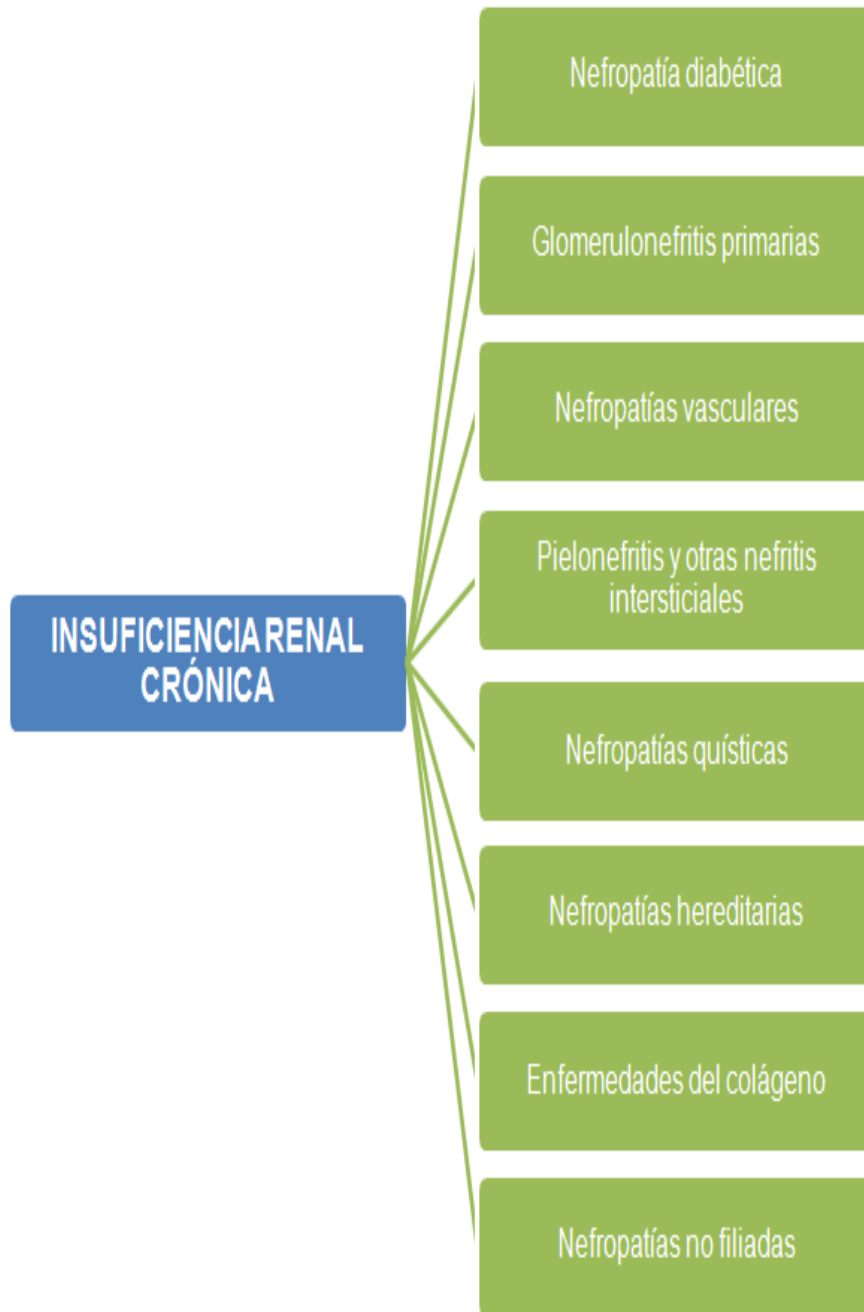 Nefropatía diabética
Glomerulonefritis primarias
Nefropatías vasculares
Pielonefritis y otras nefritis
intersticiales
INSUFICIENCIA RENAL
CRÓNICA
Nefropatías quísticas
Nefropatías hereditarias
Enfermedades del colágeno
Nefropatías no filiadas